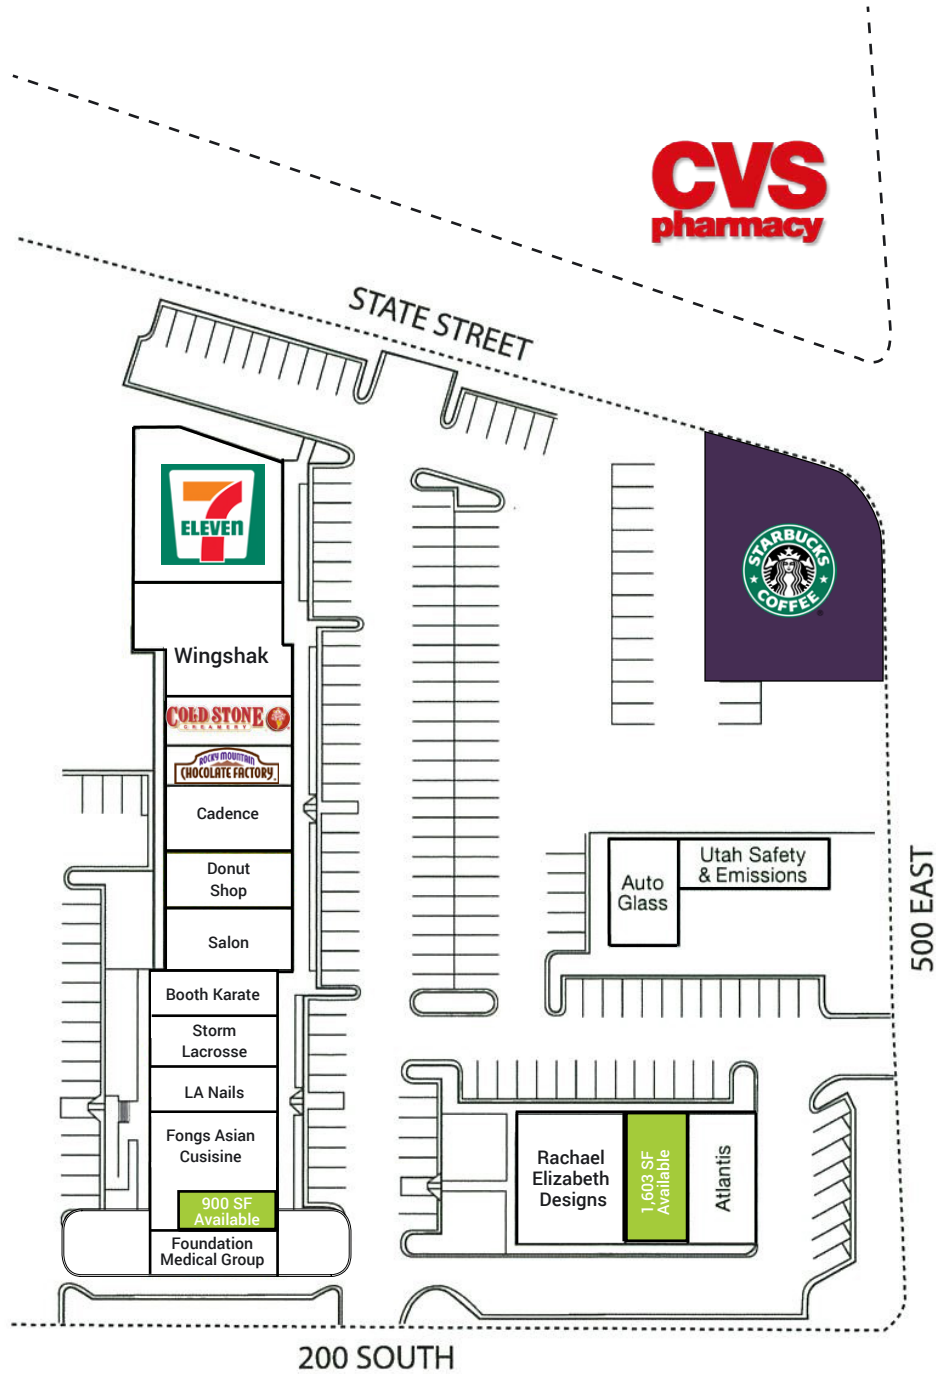 CVS
pharmacy
STATE STREET
7
ELEVEN
STARBUCKS
COFFEE
Wingshak
COLD STONE
CREAMERY
ROCKY MOUNTAIN
CHOCOLATE FACTORY
Cadence
Donut
Shop
Salon
Booth Karate
Storm
Lacrosse
LA Nails
Fongs Asian
Cusisine
900 SF
Available
Foundation
Medical Group
Auto
Glass
Utah Safety
& Emissions
500 EAST
Rachael
Elizabeth
Designs
1,603 SF
Available
Atlantis
200 SOUTH